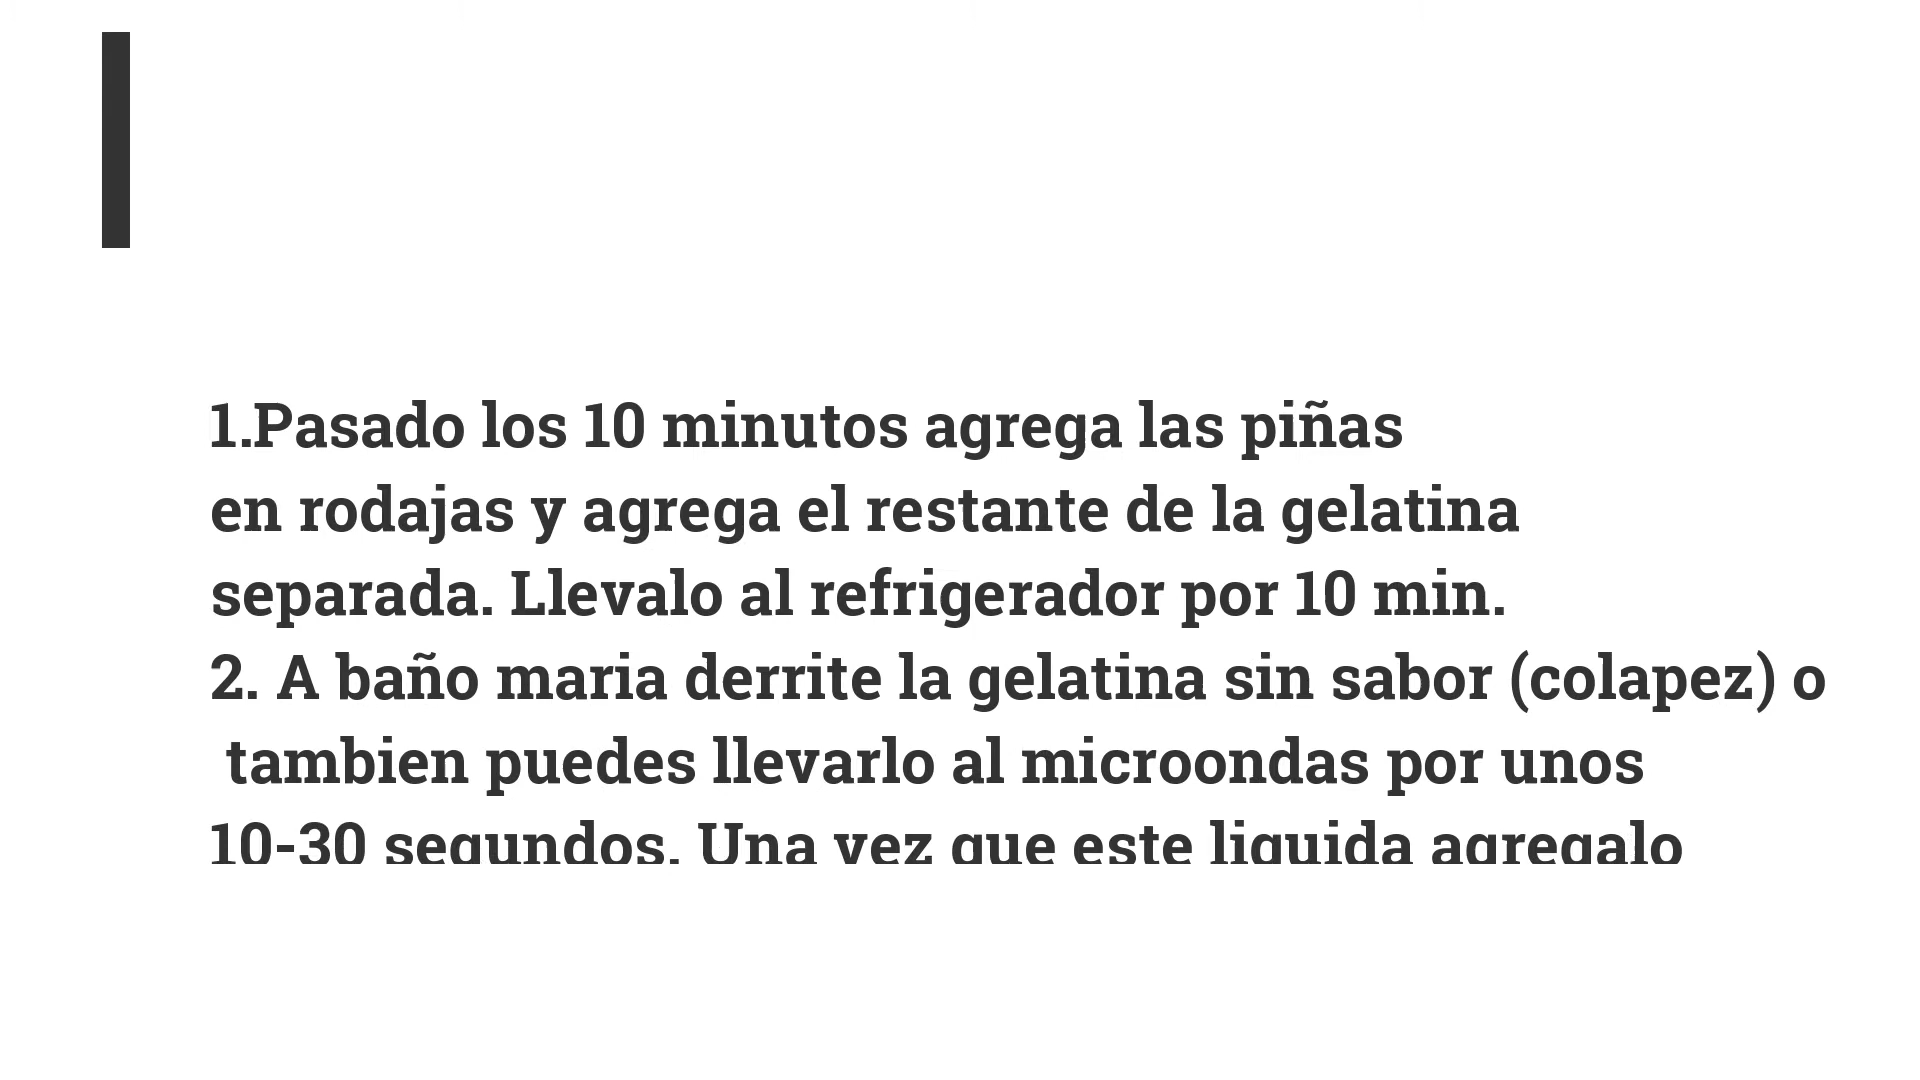 1.Pasado los 10 minutos agrega las piñas
en rodajas y agrega el restante de la gelatina
separada. Llevalo al refrigerador por 10 min.
2. A baño maria derrite la gelatina sin sabor (colapez) o
tambien puedes llevarlo al microondas por unos
10-30 segundos. Una vez que este liquida agregalo